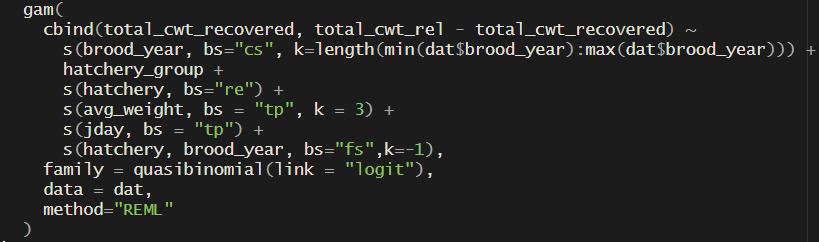 gam(
cbind(total_cwt_recovered, total_cwt_rel - total_cwt_recovered) ~
s(brood_year, bs="cs", k=length(min(dat$brood_year):max(dat$brood_year))) +
hatchery_group +
s(hatchery, bs="re") +
s(avg_weight, bs = "tp", k = 3) +
s(jday, bs = "tp") +
s(hatchery, brood_year, bs="fs",k=-1),
family = quasibinomial(link = "logit"),
data = dat,
method="REML"
)